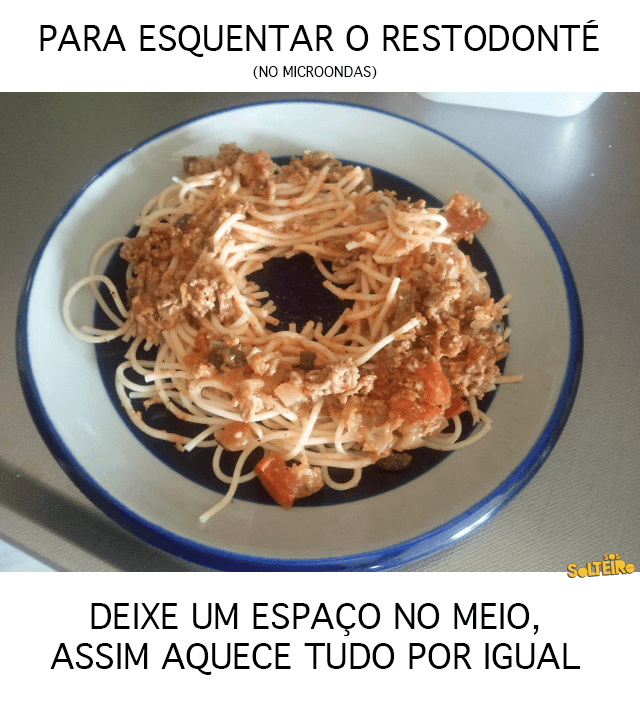 PARA ESQUENTAR O RESTODONTÉ
(NO MICROONDAS)
SOS
SOLTEIRO
DEIXE UM ESPAÇO NO MEIO,
ASSIM AQUECE TUDO POR IGUAL